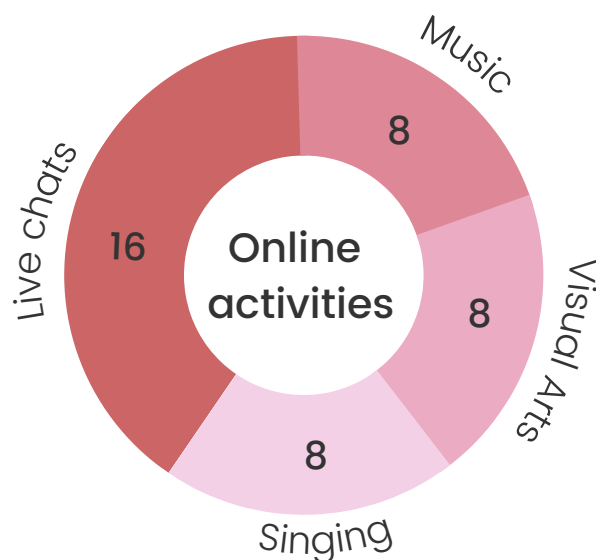 Music
8
Live chats
16
Online
activities
8
Visual Arts
8
Singing